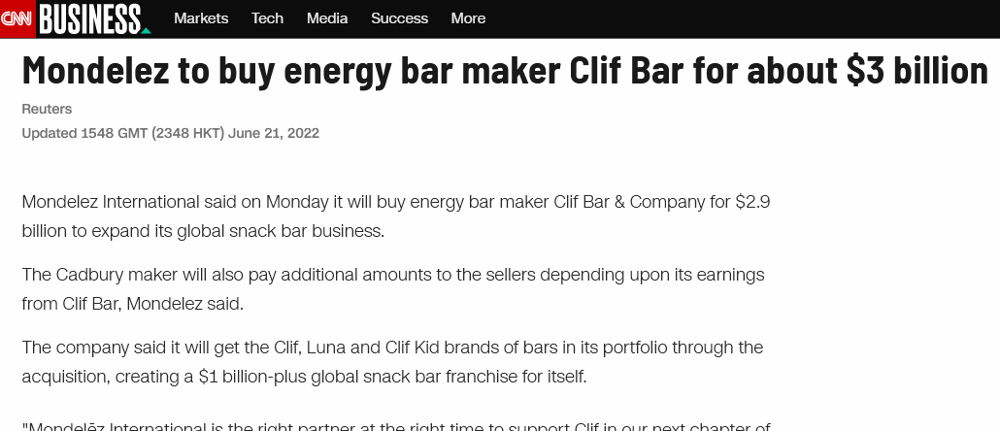 CNN BUSINESS Markets Tech Media Success More
Mondelez to buy energy bar maker Clif Bar for about $3 billion
Reuters
Updated 1548 GMT (2348 HKT) June 21, 2022
Mondelez International said on Monday it will buy energy bar maker Clif Bar & Company for $2.9
billion to expand its global snack bar business.
The Cadbury maker will also pay additional amounts to the sellers depending upon its earnings
from Clif Bar, Mondelez said.
The company said it will get the Clif, Luna and Clif Kid brands of bars in its portfolio through the
acquisition, creating a $1 billion-plus global snack bar franchise for itself.
"Mondelēz International is the right partner at the right time to support Clif in our next chapter of